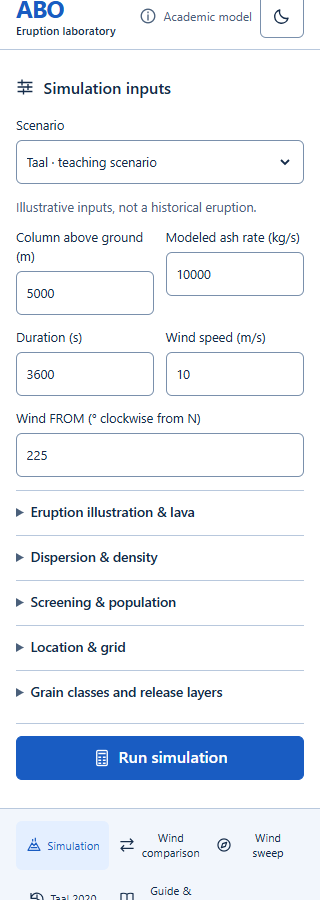 ABO
Eruption laboratory
Academic model
Simulation inputs
Scenario
Taal · teaching scenario
Illustrative inputs, not a historical eruption.
Column above ground
(m)
Modeled ash rate (kg/s)
5000
10000
Duration (s)
Wind speed (m/s)
3600
10
Wind FROM (° clockwise from N)
225
Eruption illustration & lava
Dispersion & density
Screening & population
Location & grid
Grain classes and release layers
Run simulation
Simulation
Wind
comparison
Wind
sweep
Taal 2020
Guide &